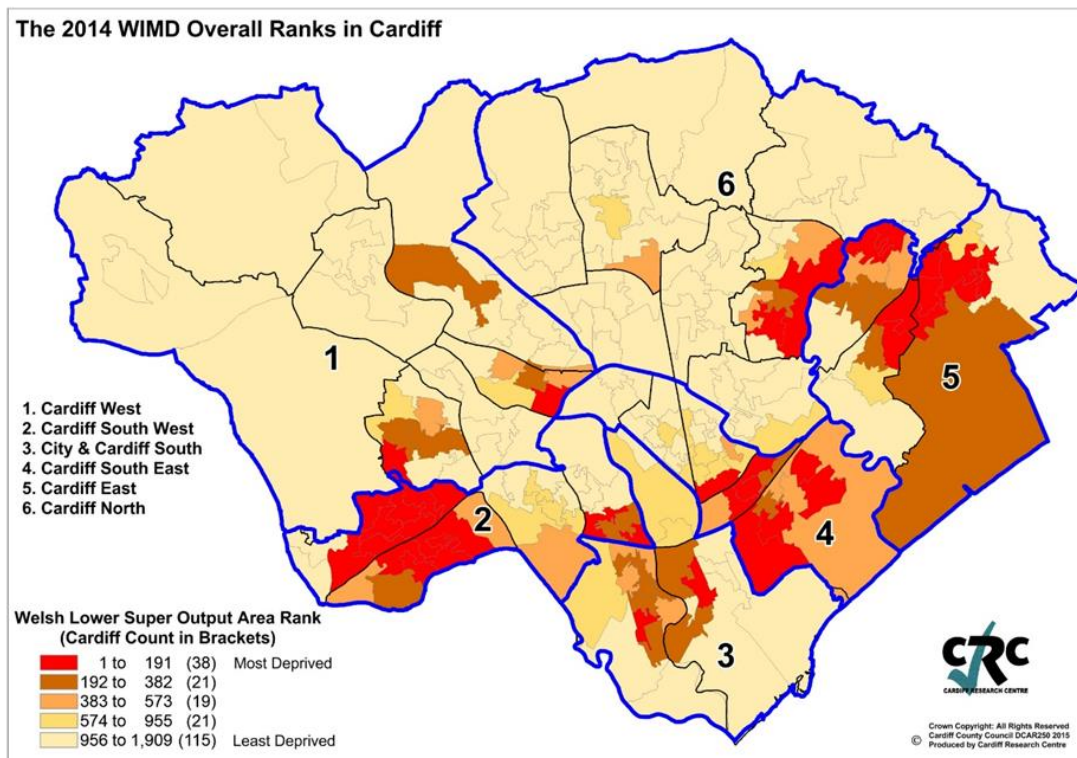 The 2014 WIMD Overall Ranks in Cardiff
6
1
5
1. Cardiff West
2. Cardiff South West
3. City & Cardiff South
4. Cardiff South East
5. Cardiff East
6. Cardiff North
2
4
3
Welsh Lower Super Output Area Rank
(Cardiff Count in Brackets)
1 to 191 (38) Most Deprived
192 to 382 (21)
383 to 573 (19)
574 to 955 (21)
956 to 1,909 (115) Least Deprived
CRC
CARDIFF RESEARCH CENTRE
Crown Copyright: All Rights Reserved
© Cardiff County Council DCAR250 2015
Produced by Cardiff Research Centre